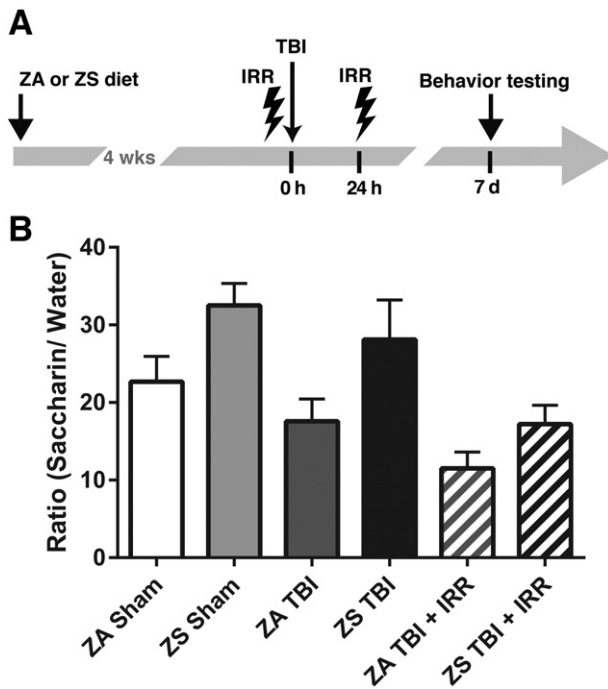 A
TBI
ZA or ZS diet
IRR
IRR
Behavior testing
4 wks
0 h
24 h
7 d
B
Ratio (Saccharin/ Water)
40
30
20
10
0
ZA Sham
ZS Sham
ZA TBI
ZS TBI
ZA TBI + IRR
ZS TBI + IRR